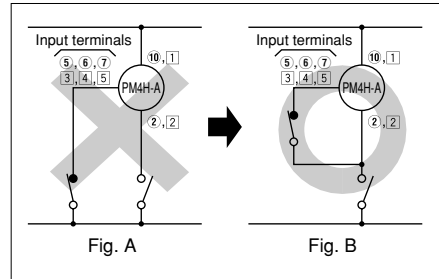 Input terminals
⑤,⑥,⑦
3,4,5
⑩,1
PM4H-A
②,2
Fig. A
Input terminals
⑤,⑥,⑦
3,4,5
⑩,1
PM4H-A
②,2
Fig. B